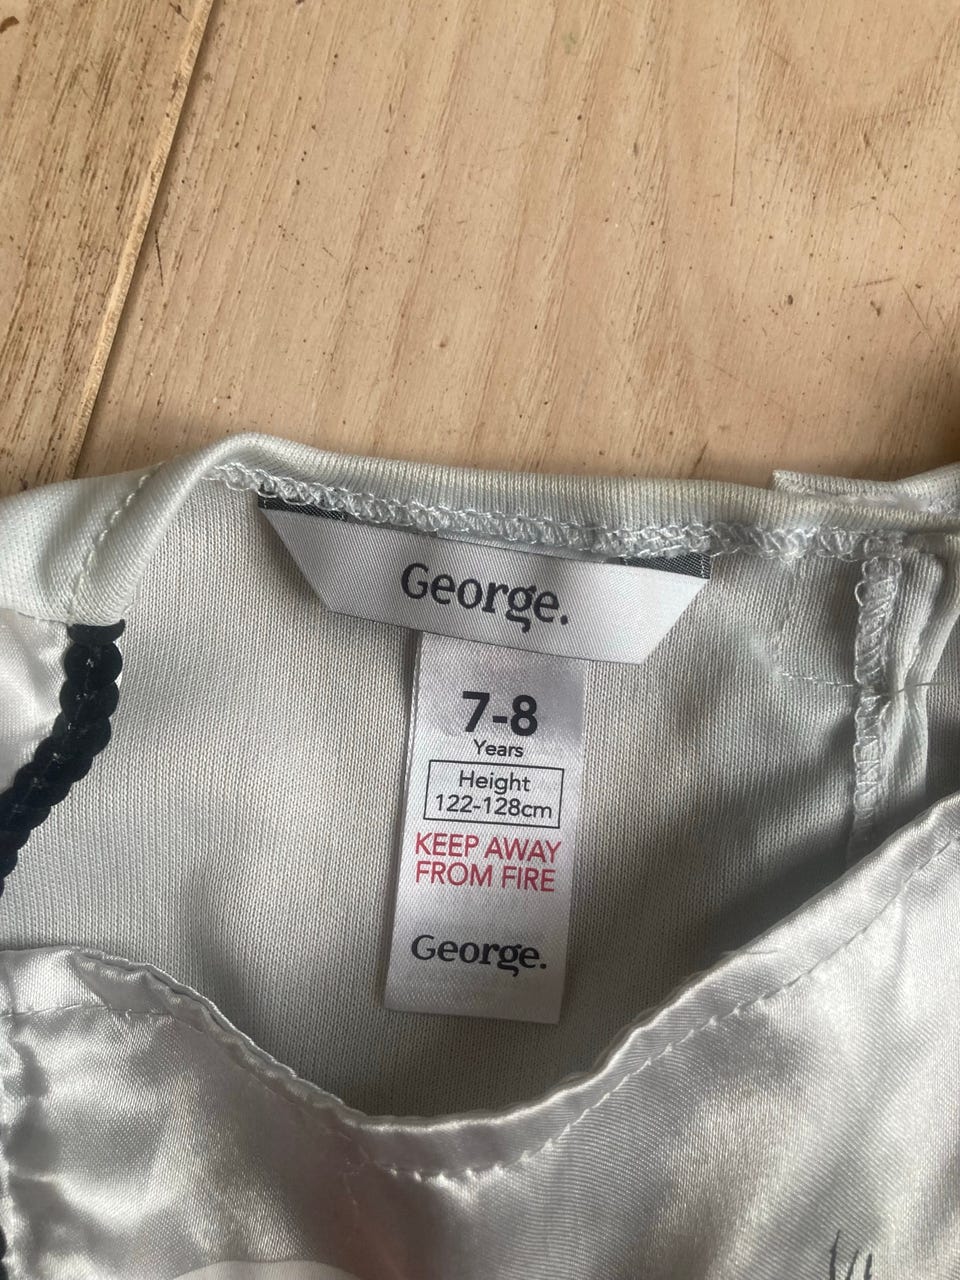 George.
7-8
Years
Height
122-128cm
KEEP AWAY
FROM FIRE
George.